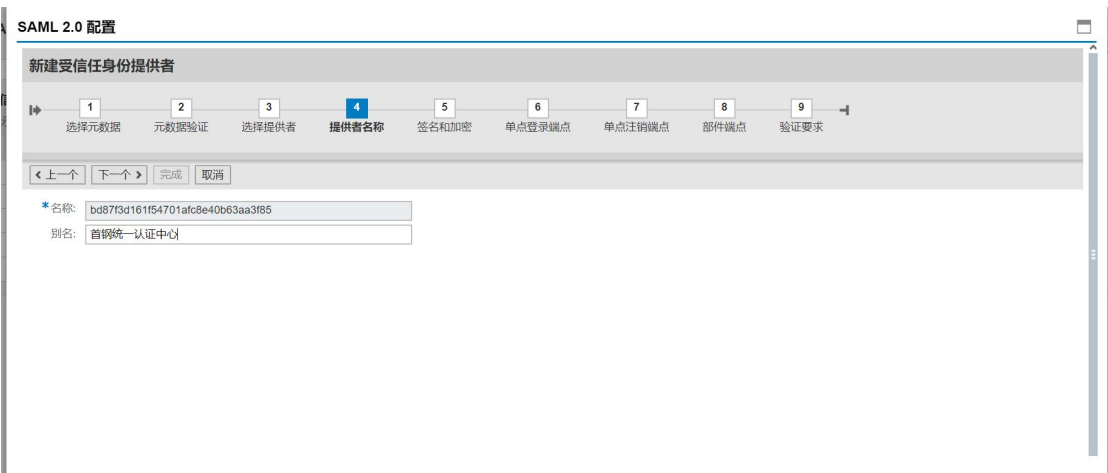 SAML 2.0 配置
新建受信任身份提供者
1 2 3 4 5 6 7 8 9
选择元数据 元数据验证 选择提供者 提供者名称 签名和加密 单点登录端点 单点注销端点 部件端点 验证要求
上一个 下一个 完成 取消
*名称: bd87f3d161f54701afc8e40b63aa3f85
别名: 首钢统一认证中心